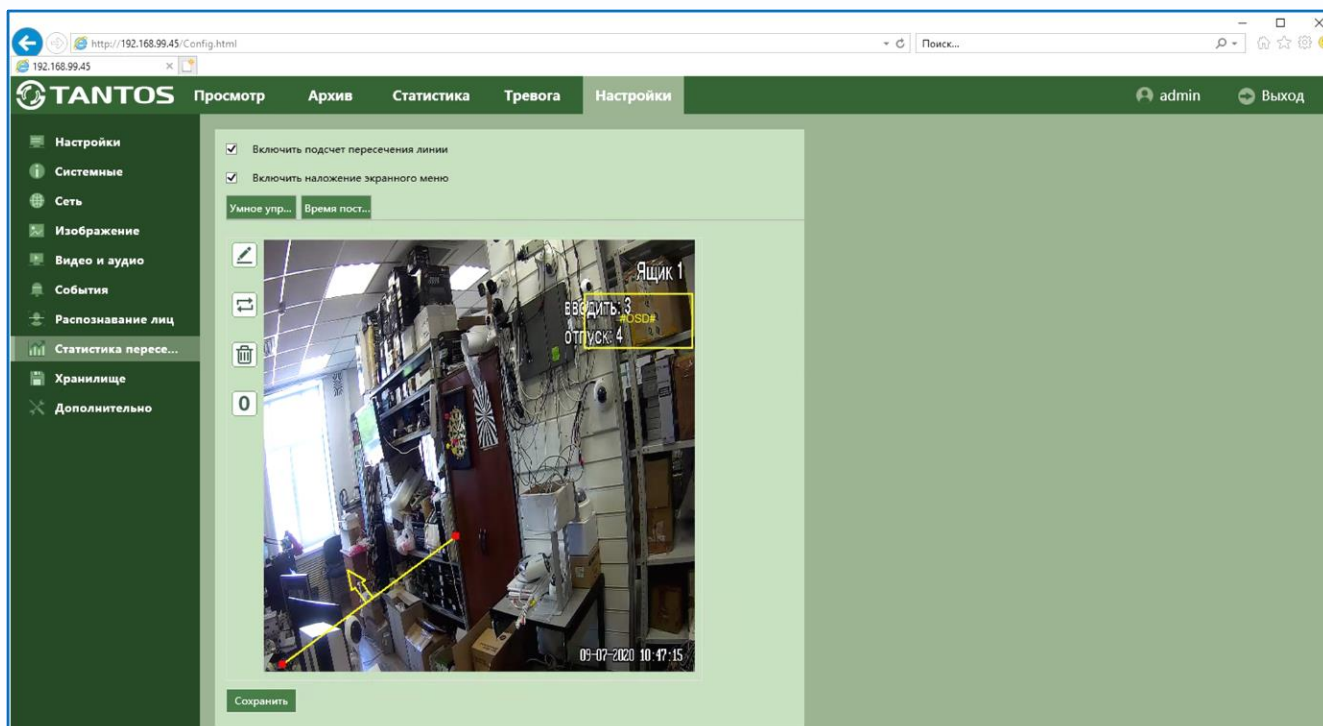 http://192.168.99.45/Config.html
Поиск...
192.168.99.45
TANTOS
Просмотр
Архив
Статистика
Тревога
Настройки
admin
Выход
Настройки
Системные
Сеть
Изображение
Видео и аудио
События
Распознавание лиц
Статистика пересе...
Хранилище
Дополнительно
Включить подсчет пересечения линии
Включить наложение экранного меню
Умное упр...
Время пост...
0
Ящик 1
вводить: 3
#OSD#
отпуск: 4
09-07-2020 10:47:15
Сохранить